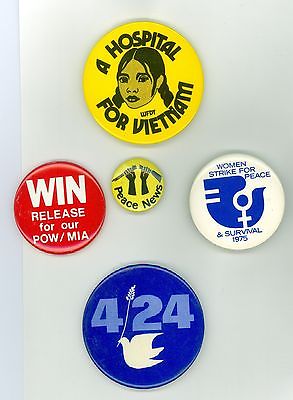 A HOSPITAL
WFDY
FOR VIETNAM
WIN
RELEASE
for our
POW/MIA
Peace News
WOMEN
STRIKE FOR
PEACE
& SURVIVAL
1975
4/24